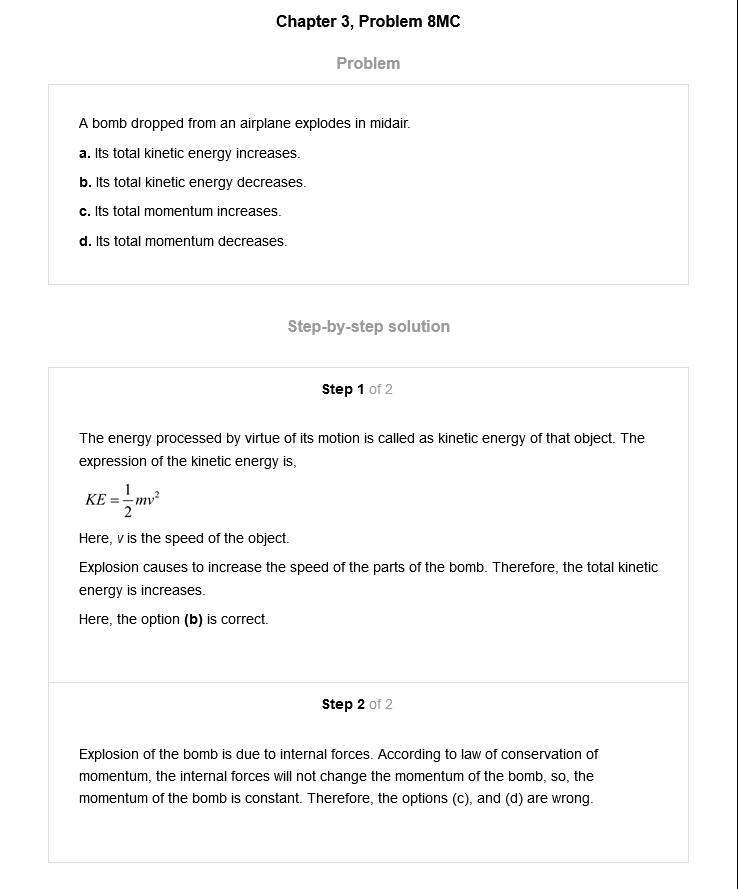 Chapter 3, Problem 8MC
Problem
A bomb dropped from an airplane explodes in midair.
a. Its total kinetic energy increases.
b. Its total kinetic energy decreases.
c. Its total momentum increases.
d. Its total momentum decreases.
Step-by-step solution
Step 1 of 2
The energy processed by virtue of its motion is called as kinetic energy of that object. The
expression of the kinetic energy is,
KE = 1/2 mv²
Here, v is the speed of the object.
Explosion causes to increase the speed of the parts of the bomb. Therefore, the total kinetic
energy is increases.
Here, the option (b) is correct.
Step 2 of 2
Explosion of the bomb is due to internal forces. According to law of conservation of
momentum, the internal forces will not change the momentum of the bomb, so, the
momentum of the bomb is constant. Therefore, the options (c), and (d) are wrong.